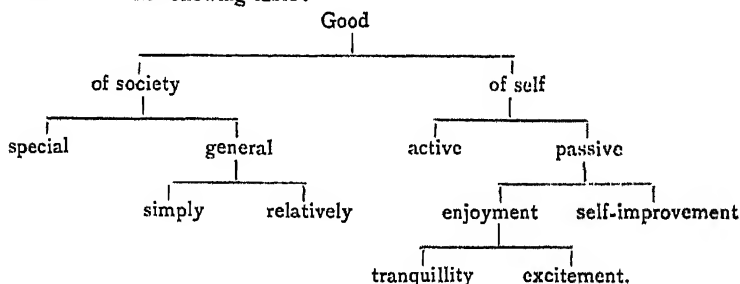 Good
of society of self
special general active passive
simply relatively enjoyment self-improvement
tranquillity excitement.